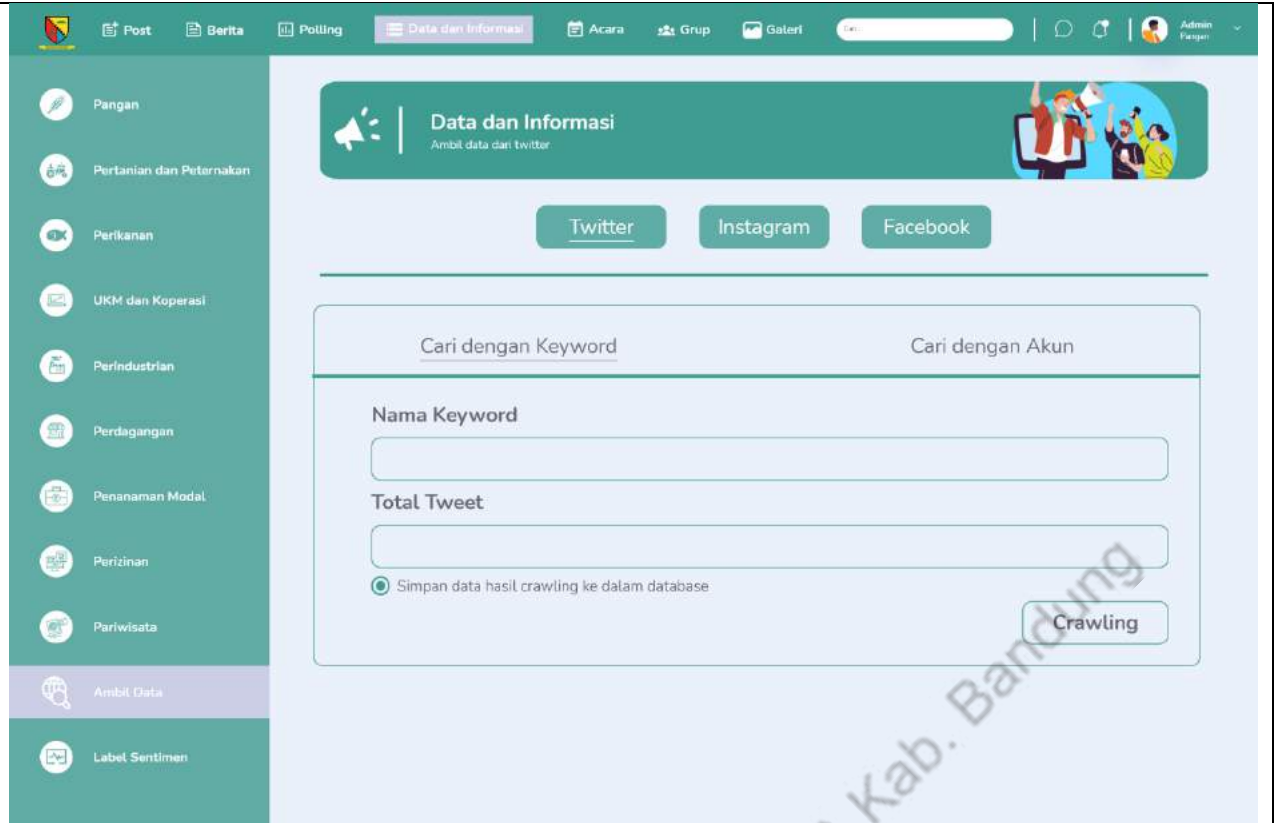 Post
Berita
Polling
Data dan Informasi
Acara
Grup
Galeri
Cari
Admin
Pangan
Pangan
Pertanian dan Peternakan
Perikanan
UKM dan Koperasi
Perindustrian
Perdagangan
Penanaman Modal
Perizinan
Pariwisata
Ambil Data
Label Sentimen
Data dan Informasi
Ambil data dari twitter
Twitter
Instagram
Facebook
Cari dengan Keyword
Cari dengan Akun
Nama Keyword
Total Tweet
Simpan data hasil crawling ke dalam database
Crawling
Kab. Bandung